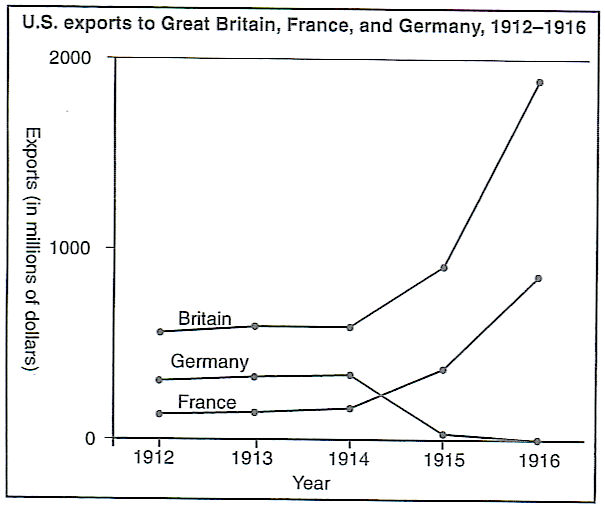 U.S. exports to Great Britain, France, and Germany, 1912–1916
2000
1000
0
Exports (in millions of dollars)
Britain
Germany
France
1912 1913 1914 1915 1916
Year